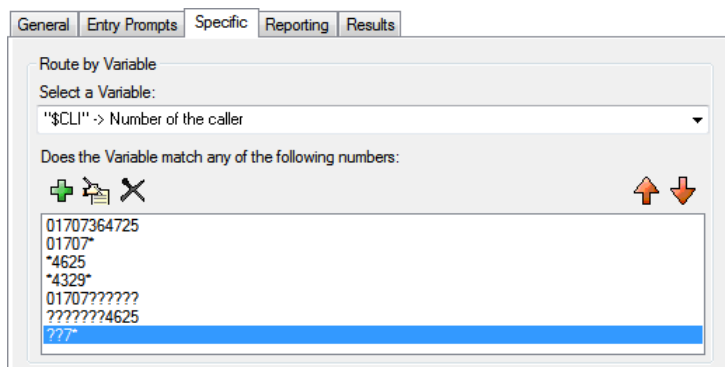 General Entry Prompts Specific Reporting Results
Route by Variable
Select a Variable:
"$CLI" -> Number of the caller
Does the Variable match any of the following numbers:
01707364725
01707*
*4625
*4329*
01707??????
???????4625
??7*